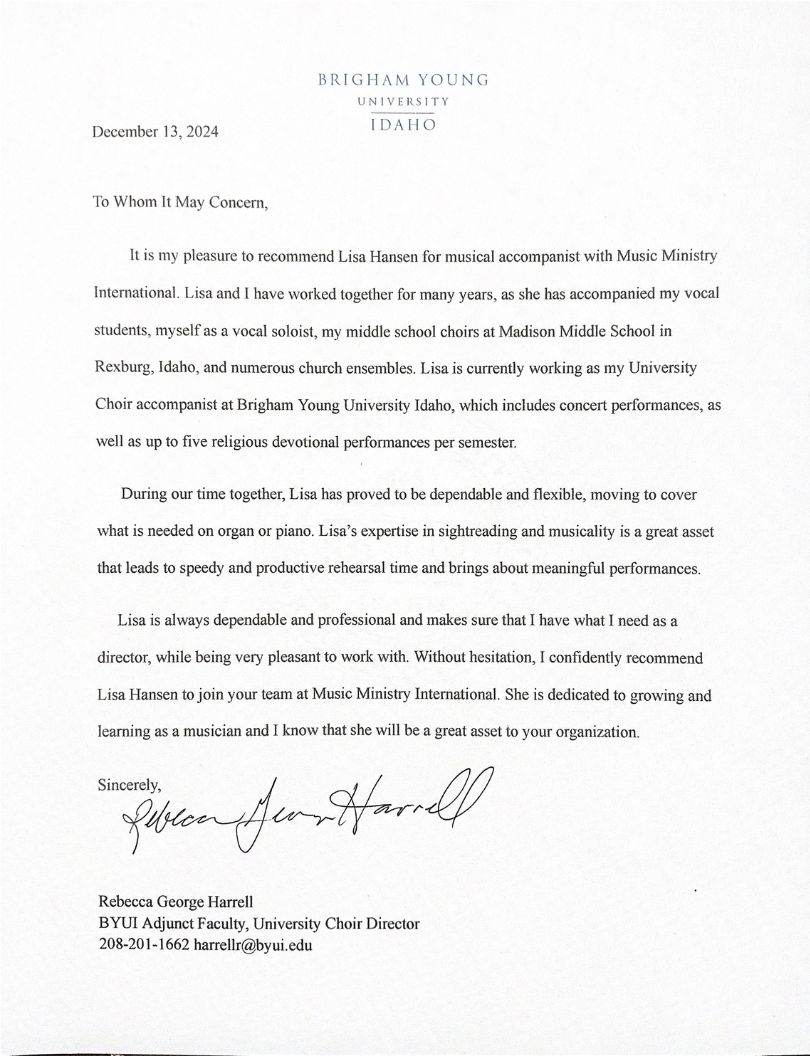 BRIGHAM YOUNG
UNIVERSITY
IDAHO
December 13, 2024
To Whom It May Concern,
It is my pleasure to recommend Lisa Hansen for musical accompanist with Music Ministry
International. Lisa and I have worked together for many years, as she has accompanied my vocal
students, myself as a vocal soloist, my middle school choirs at Madison Middle School in
Rexburg, Idaho, and numerous church ensembles. Lisa is currently working as my University
Choir accompanist at Brigham Young University Idaho, which includes concert performances, as
well as up to five religious devotional performances per semester.
During our time together, Lisa has proved to be dependable and flexible, moving to cover
what is needed on organ or piano. Lisa’s expertise in sightreading and musicality is a great asset
that leads to speedy and productive rehearsal time and brings about meaningful performances.
Lisa is always dependable and professional and makes sure that I have what I need as a
director, while being very pleasant to work with. Without hesitation, I confidently recommend
Lisa Hansen to join your team at Music Ministry International. She is dedicated to growing and
learning as a musician and I know that she will be a great asset to your organization.
Sincerely,
Rebecca George Harrell
Rebecca George Harrell
BYUI Adjunct Faculty, University Choir Director
208-201-1662 harrellr@byui.edu